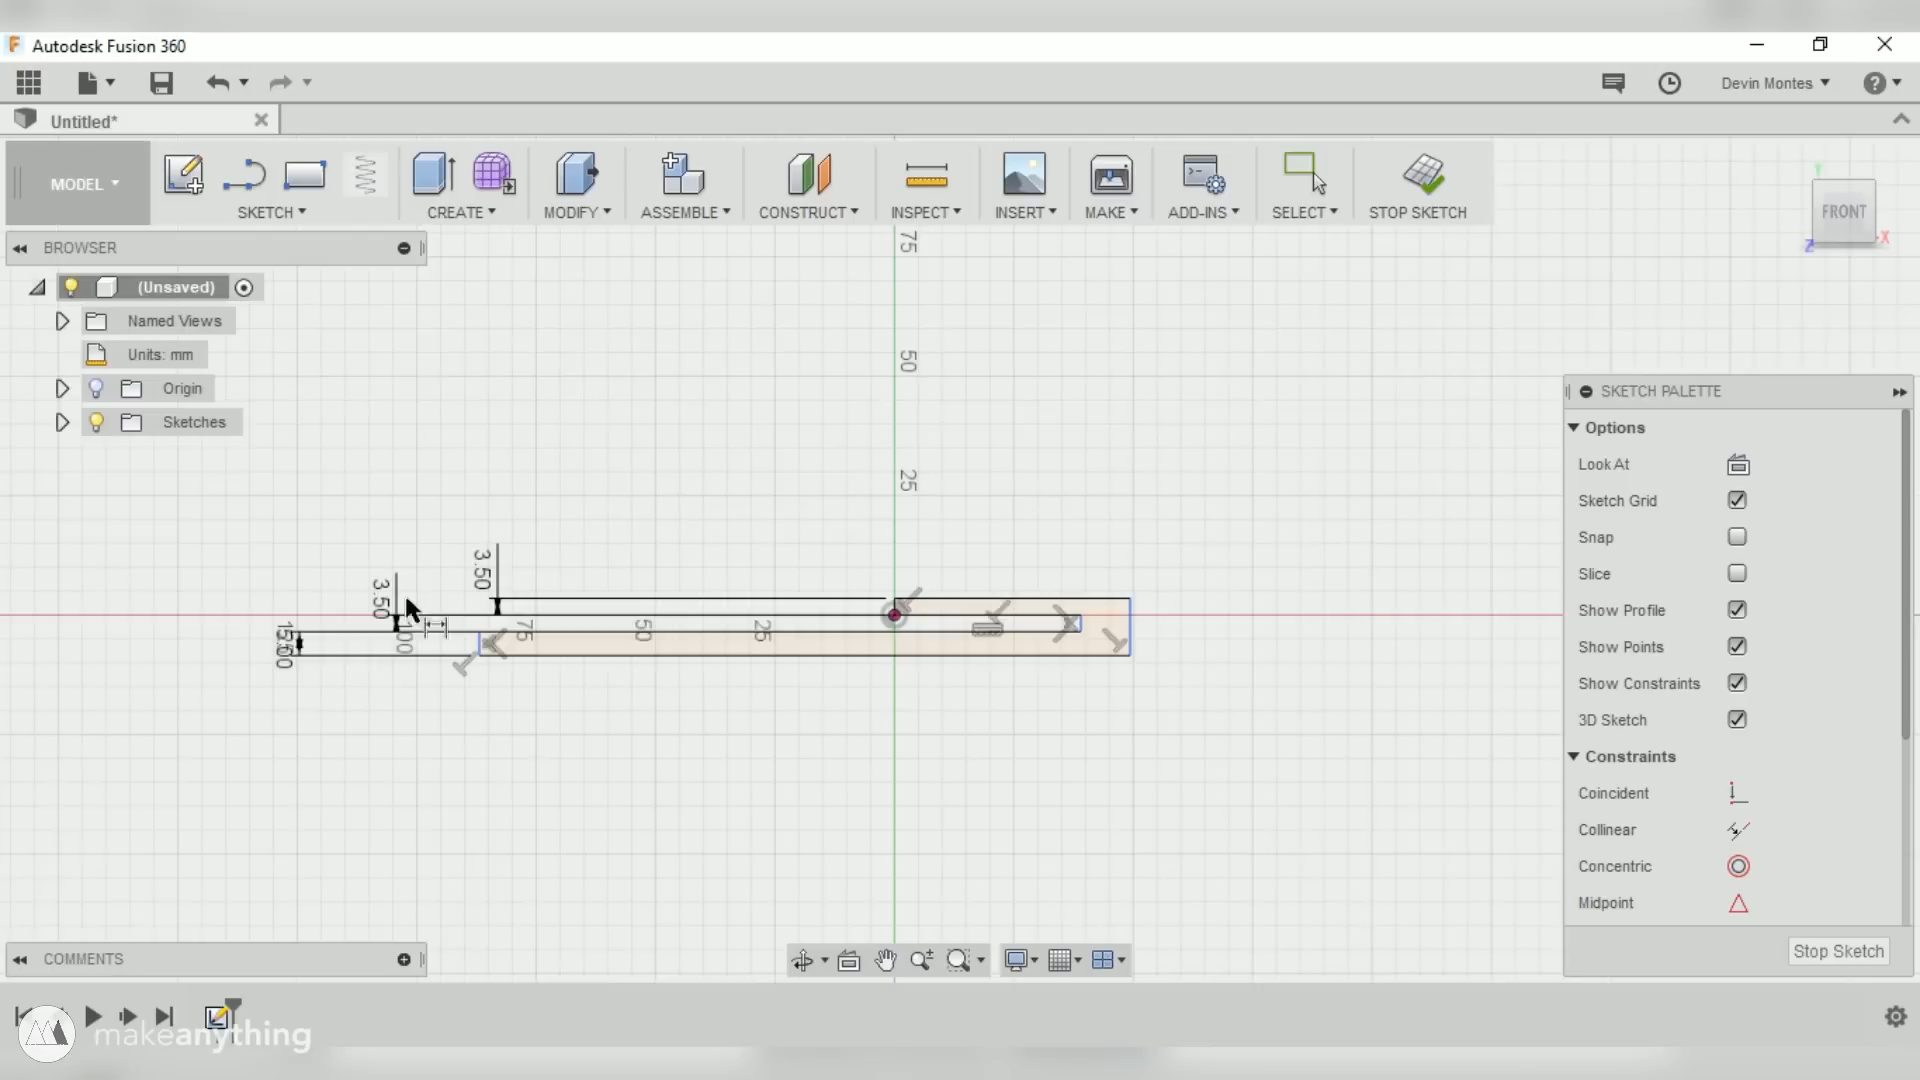 Autodesk Fusion 360
Devin Montes
Untitled*
MODEL
SKETCH
CREATE
MODIFY
ASSEMBLE
CONSTRUCT
INSPECT
INSERT
MAKE
ADD-INS
SELECT
STOP SKETCH
FRONT
Y
X
Z
BROWSER
(Unsaved)
Named Views
Units: mm
Origin
Sketches
75
50
25
3.50
3.50
100
75
50
25
SKETCH PALETTE
Options
Look At
Sketch Grid
Snap
Slice
Show Profile
Show Points
Show Constraints
3D Sketch
Constraints
Coincident
Collinear
Concentric
Midpoint
Stop Sketch
COMMENTS
makeanything